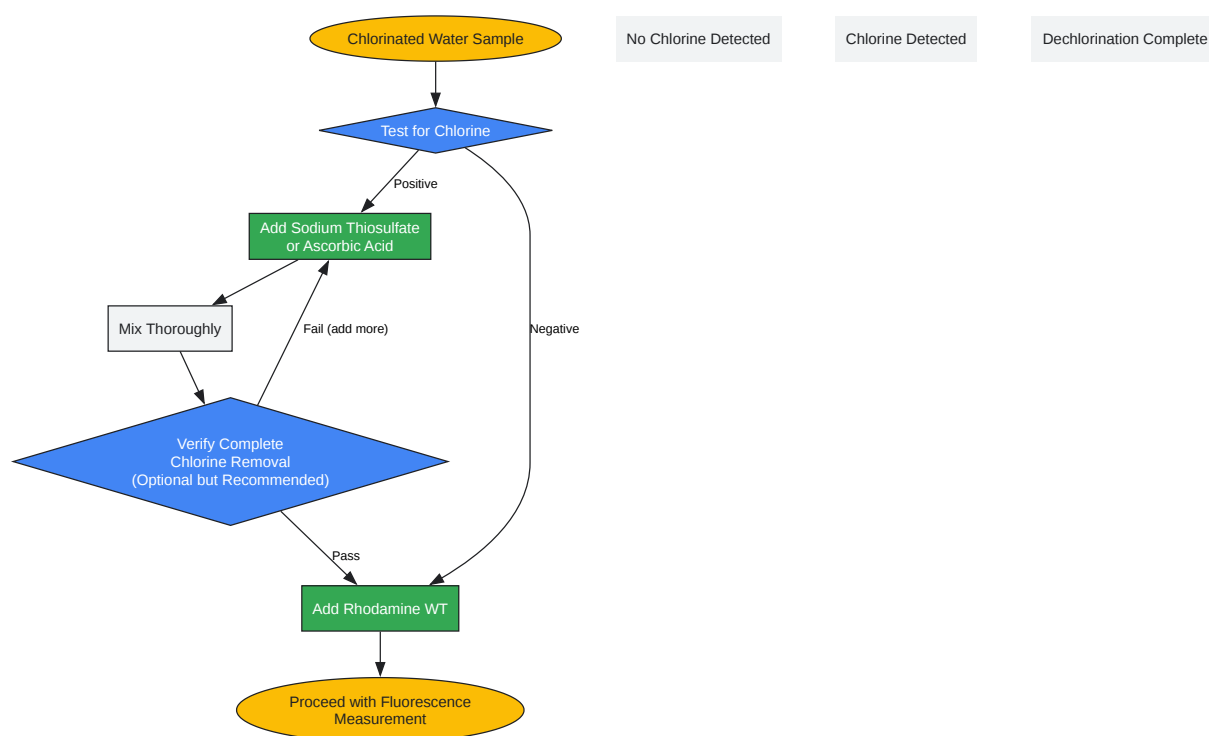 Chlorinated Water Sample
No Chlorine Detected
Chlorine Detected
Dechlorination Complete
Test for Chlorine
Positive
Add Sodium Thiosulfate
or Ascorbic Acid
Mix Thoroughly
Fail (add more)
Negative
Verify Complete
Chlorine Removal
(Optional but Recommended)
Pass
Add Rhodamine WT
Proceed with Fluorescence
Measurement